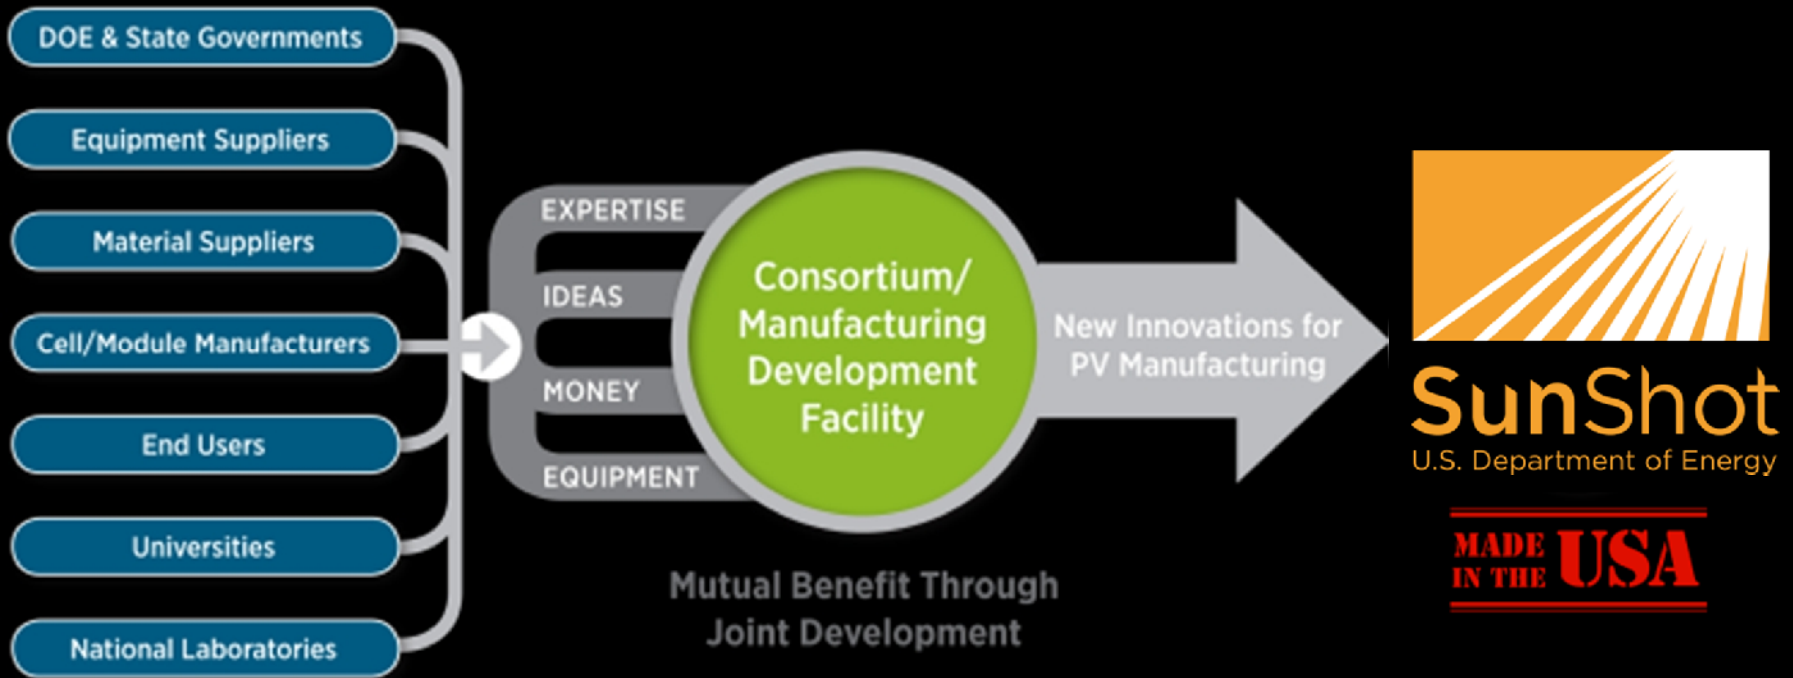 DOE & State Governments
Equipment Suppliers
Material Suppliers
Cell/Module Manufacturers
End Users
Universities
National Laboratories
EXPERTISE
IDEAS
MONEY
EQUIPMENT
Consortium/
Manufacturing
Development
Facility
Mutual Benefit Through
Joint Development
New Innovations for
PV Manufacturing
SunShot
U.S. Department of Energy
MADE
IN THE
USA